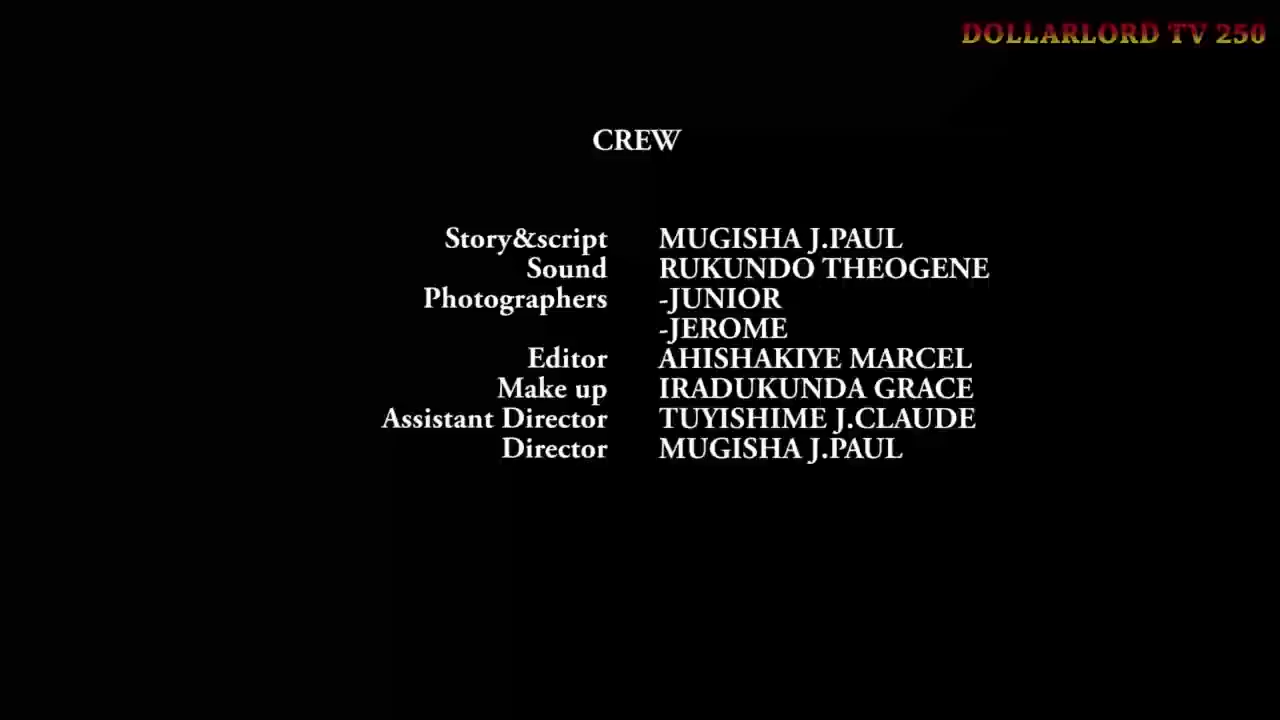 DOLLARLORD TV 250
CREW
Story&script MUGISHA J.PAUL
Sound RUKUNDO THEOGENE
Photographers -JUNIOR
-JEROME
Editor AHISHAKIYE MARCEL
Make up IRADUKUNDA GRACE
Assistant Director TUYISHIME J.CLAUDE
Director MUGISHA J.PAUL